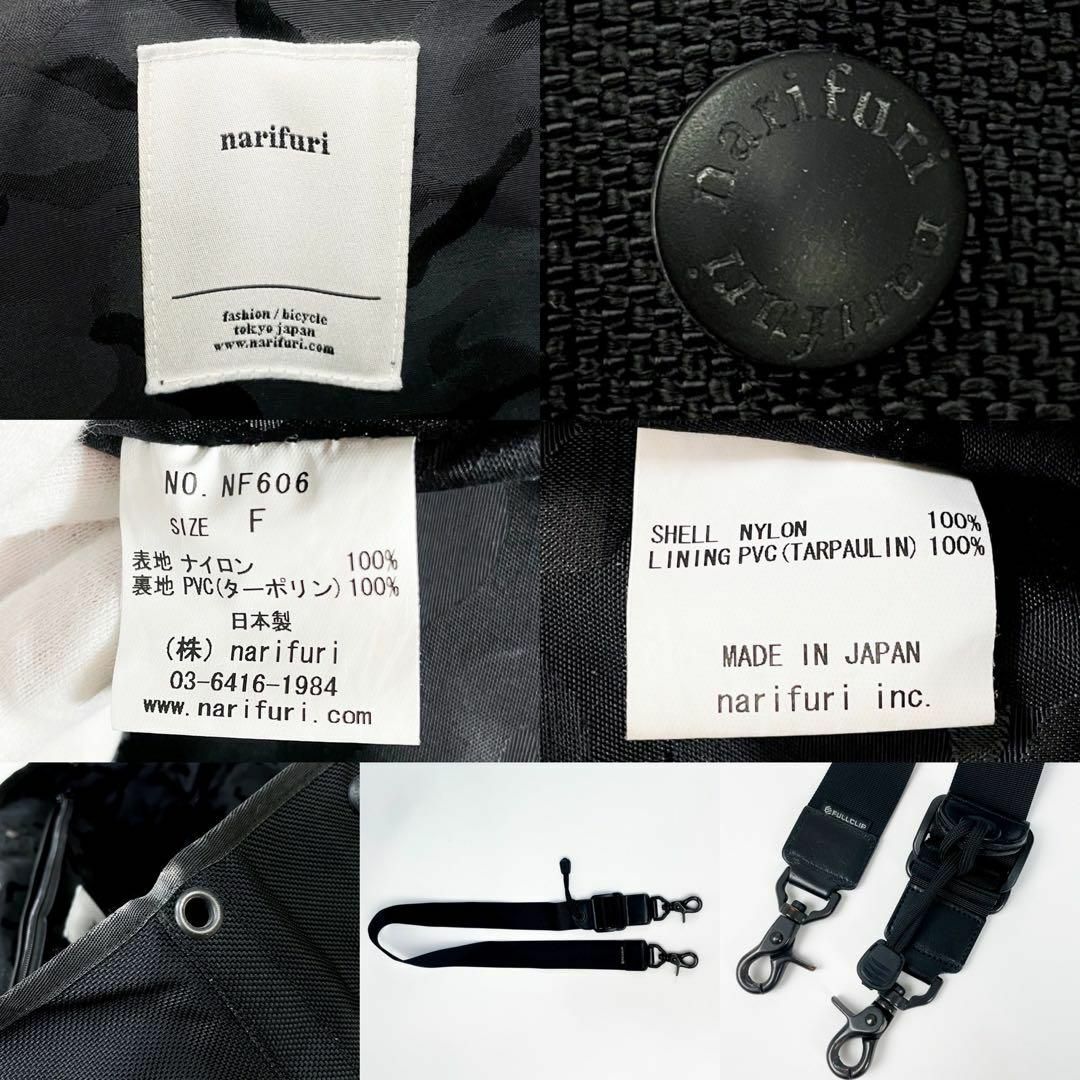 narifuri
fashion / bicycle
tokyo japan
www.narifuri.com
narifuri narifuri narifuri
NO. NF606
SIZE F
表地 ナイロン 100%
裏地 PVC(ターポリン) 100%
日本製
(株) narifuri
03-6416-1984
www.narifuri.com
SHELL NYLON 100%
LINING PVC(TARPAULIN) 100%
MADE IN JAPAN
narifuri inc.
FULLCLIP